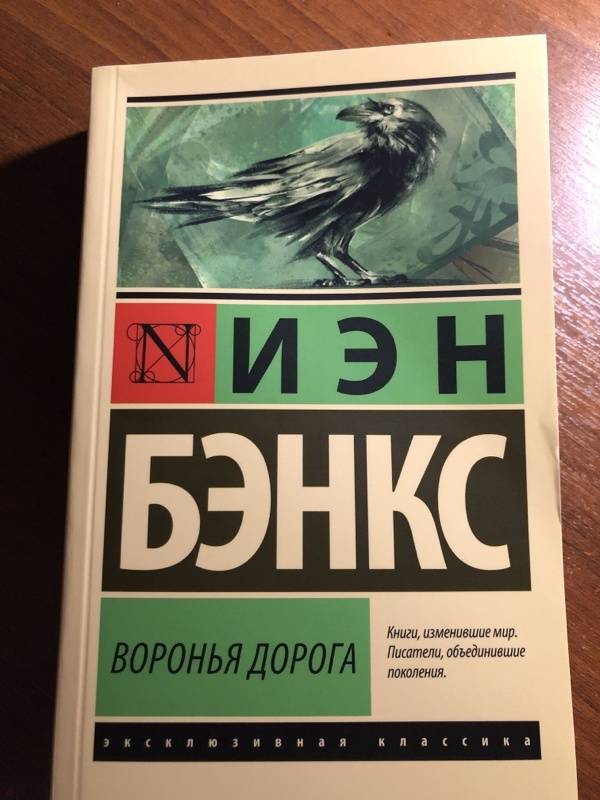 N
ИЭН
БЭНКС
ВОРОНЬЯ ДОРОГА
Книги, изменившие мир.
Писатели, объединившие
поколения.
эксклюзивная классика